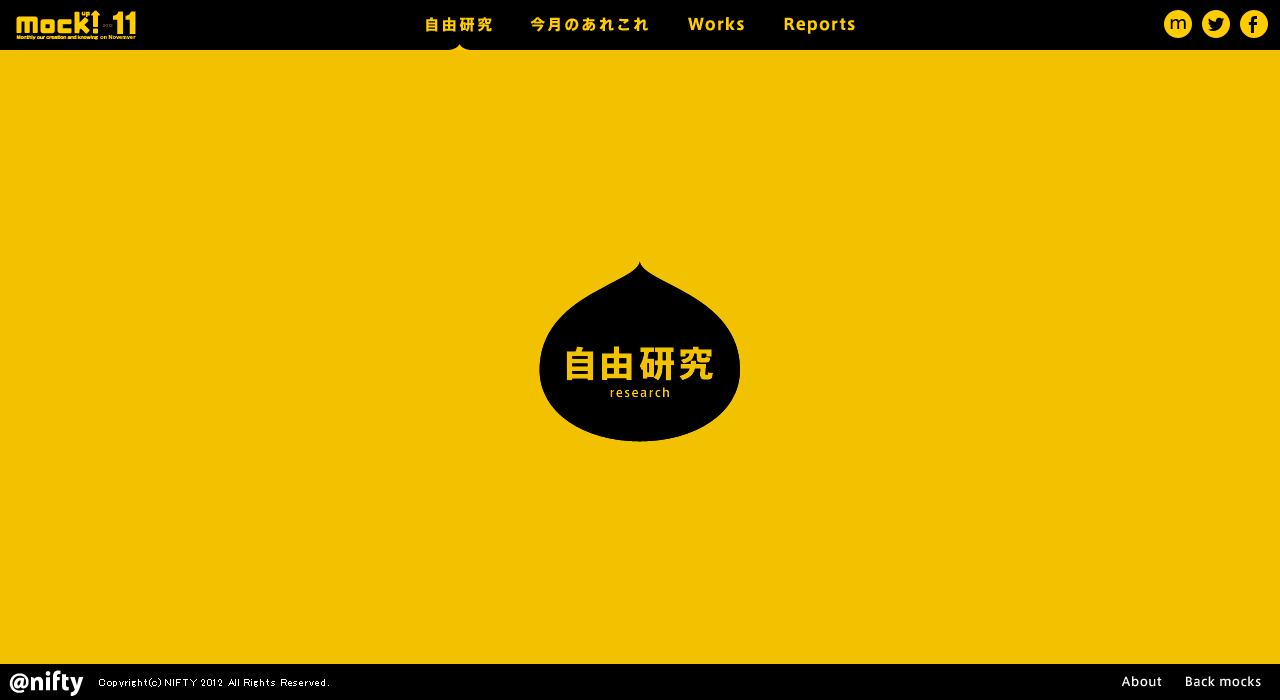 mock up! 2012 11
Monthly our creation and knowing on November
自由研究
今月のあれこれ
Works
Reports
m
自由研究
research
@nifty
Copyright(c) NIFTY 2012 All Rights Reserved.
About
Back mocks